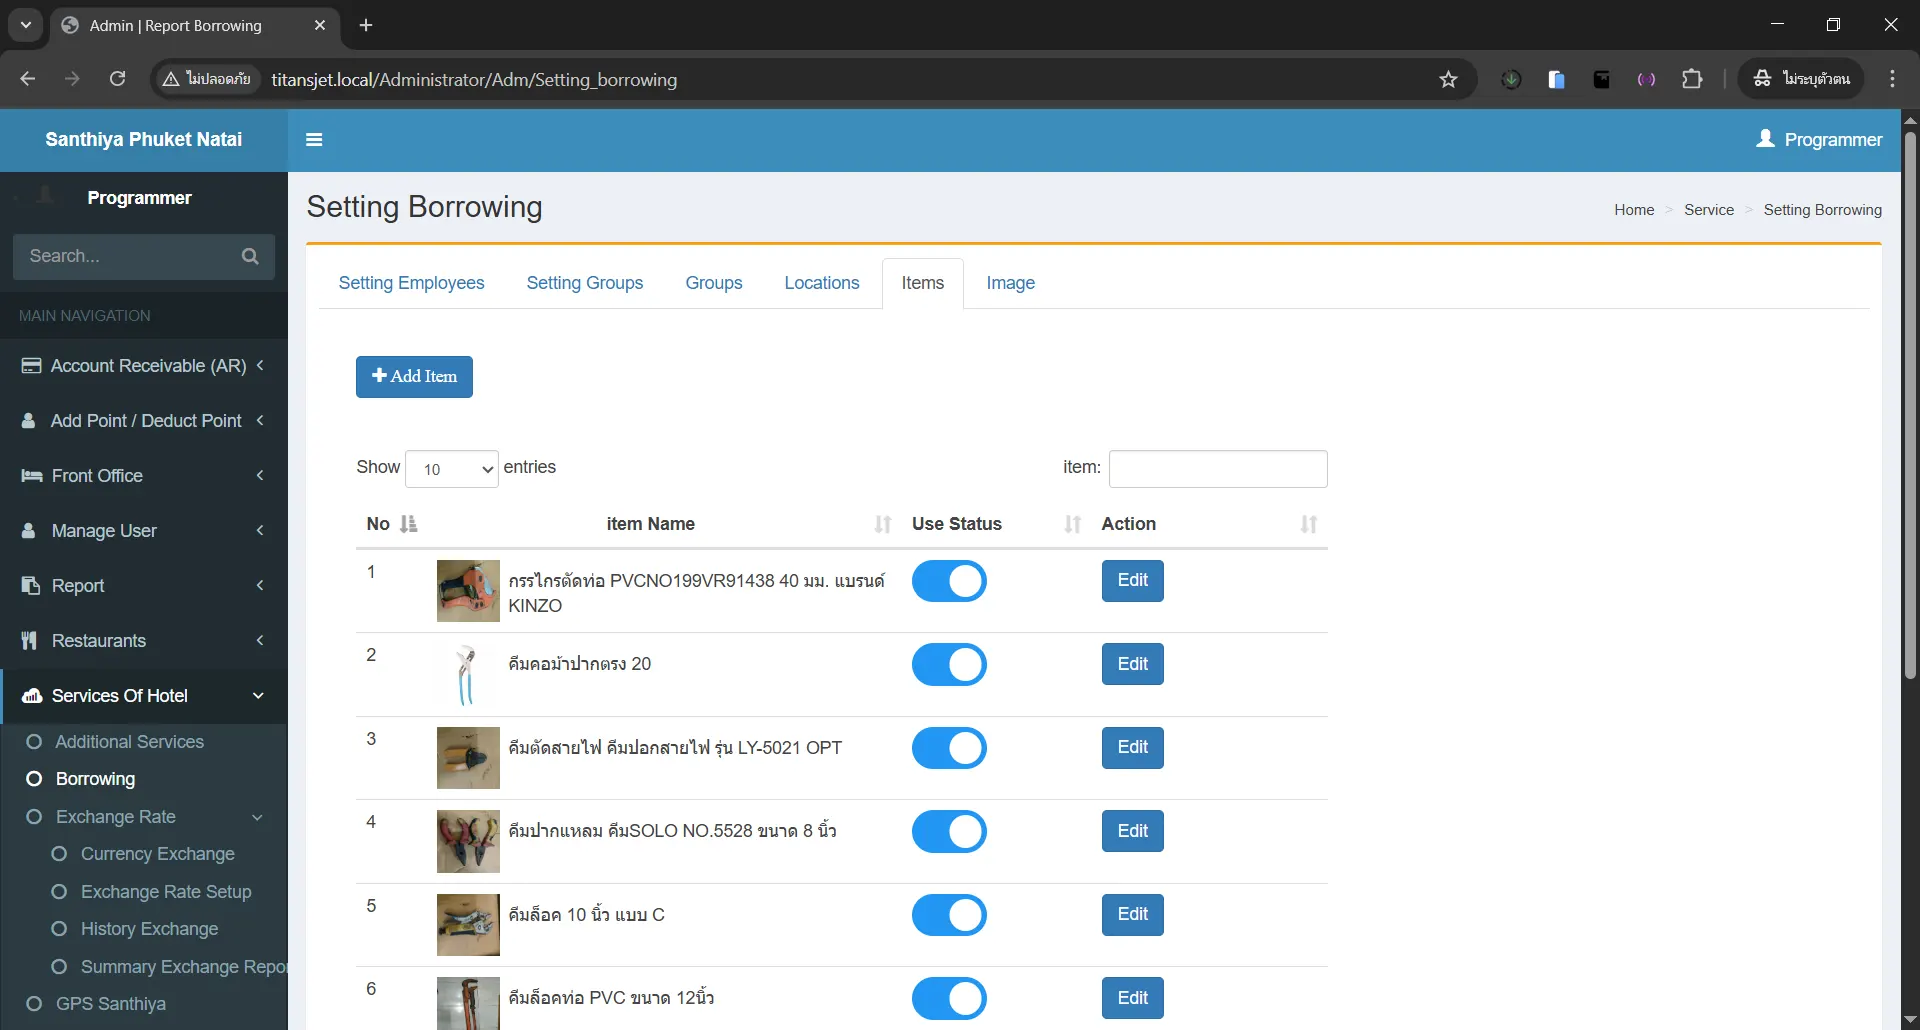 Admin | Report Borrowing
ไม่ปลอดภัย
titansjet.local/Administrator/Adm/Setting_borrowing
ไม่ระบุตัวตน
Santhiya Phuket Natai
Programmer
Programmer
Search...
MAIN NAVIGATION
Account Receivable (AR)
Add Point / Deduct Point
Front Office
Manage User
Report
Restaurants
Services Of Hotel
Additional Services
Borrowing
Exchange Rate
Currency Exchange
Exchange Rate Setup
History Exchange
Summary Exchange Repor
GPS Santhiya
Setting Borrowing
Home > Service > Setting Borrowing
Setting Employees Setting Groups Groups Locations Items Image
Add Item
Show 10 entries
item:
No item Name Use Status Action
1 กรรไกรตัดท่อ PVCNO199VR91438 40 มม. แบรนด์ Edit
KINZO
2 คีมคอม้าปากตรง 20 Edit
3 คีมตัดสายไฟ คีมปอกสายไฟ รุ่น LY-5021 OPT Edit
4 คีมปากแหลม คีมSOLO NO.5528 ขนาด 8 นิ้ว Edit
5 คีมล็อค 10 นิ้ว แบบ C Edit
6 คีมล็อคท่อ PVC ขนาด 12นิ้ว Edit